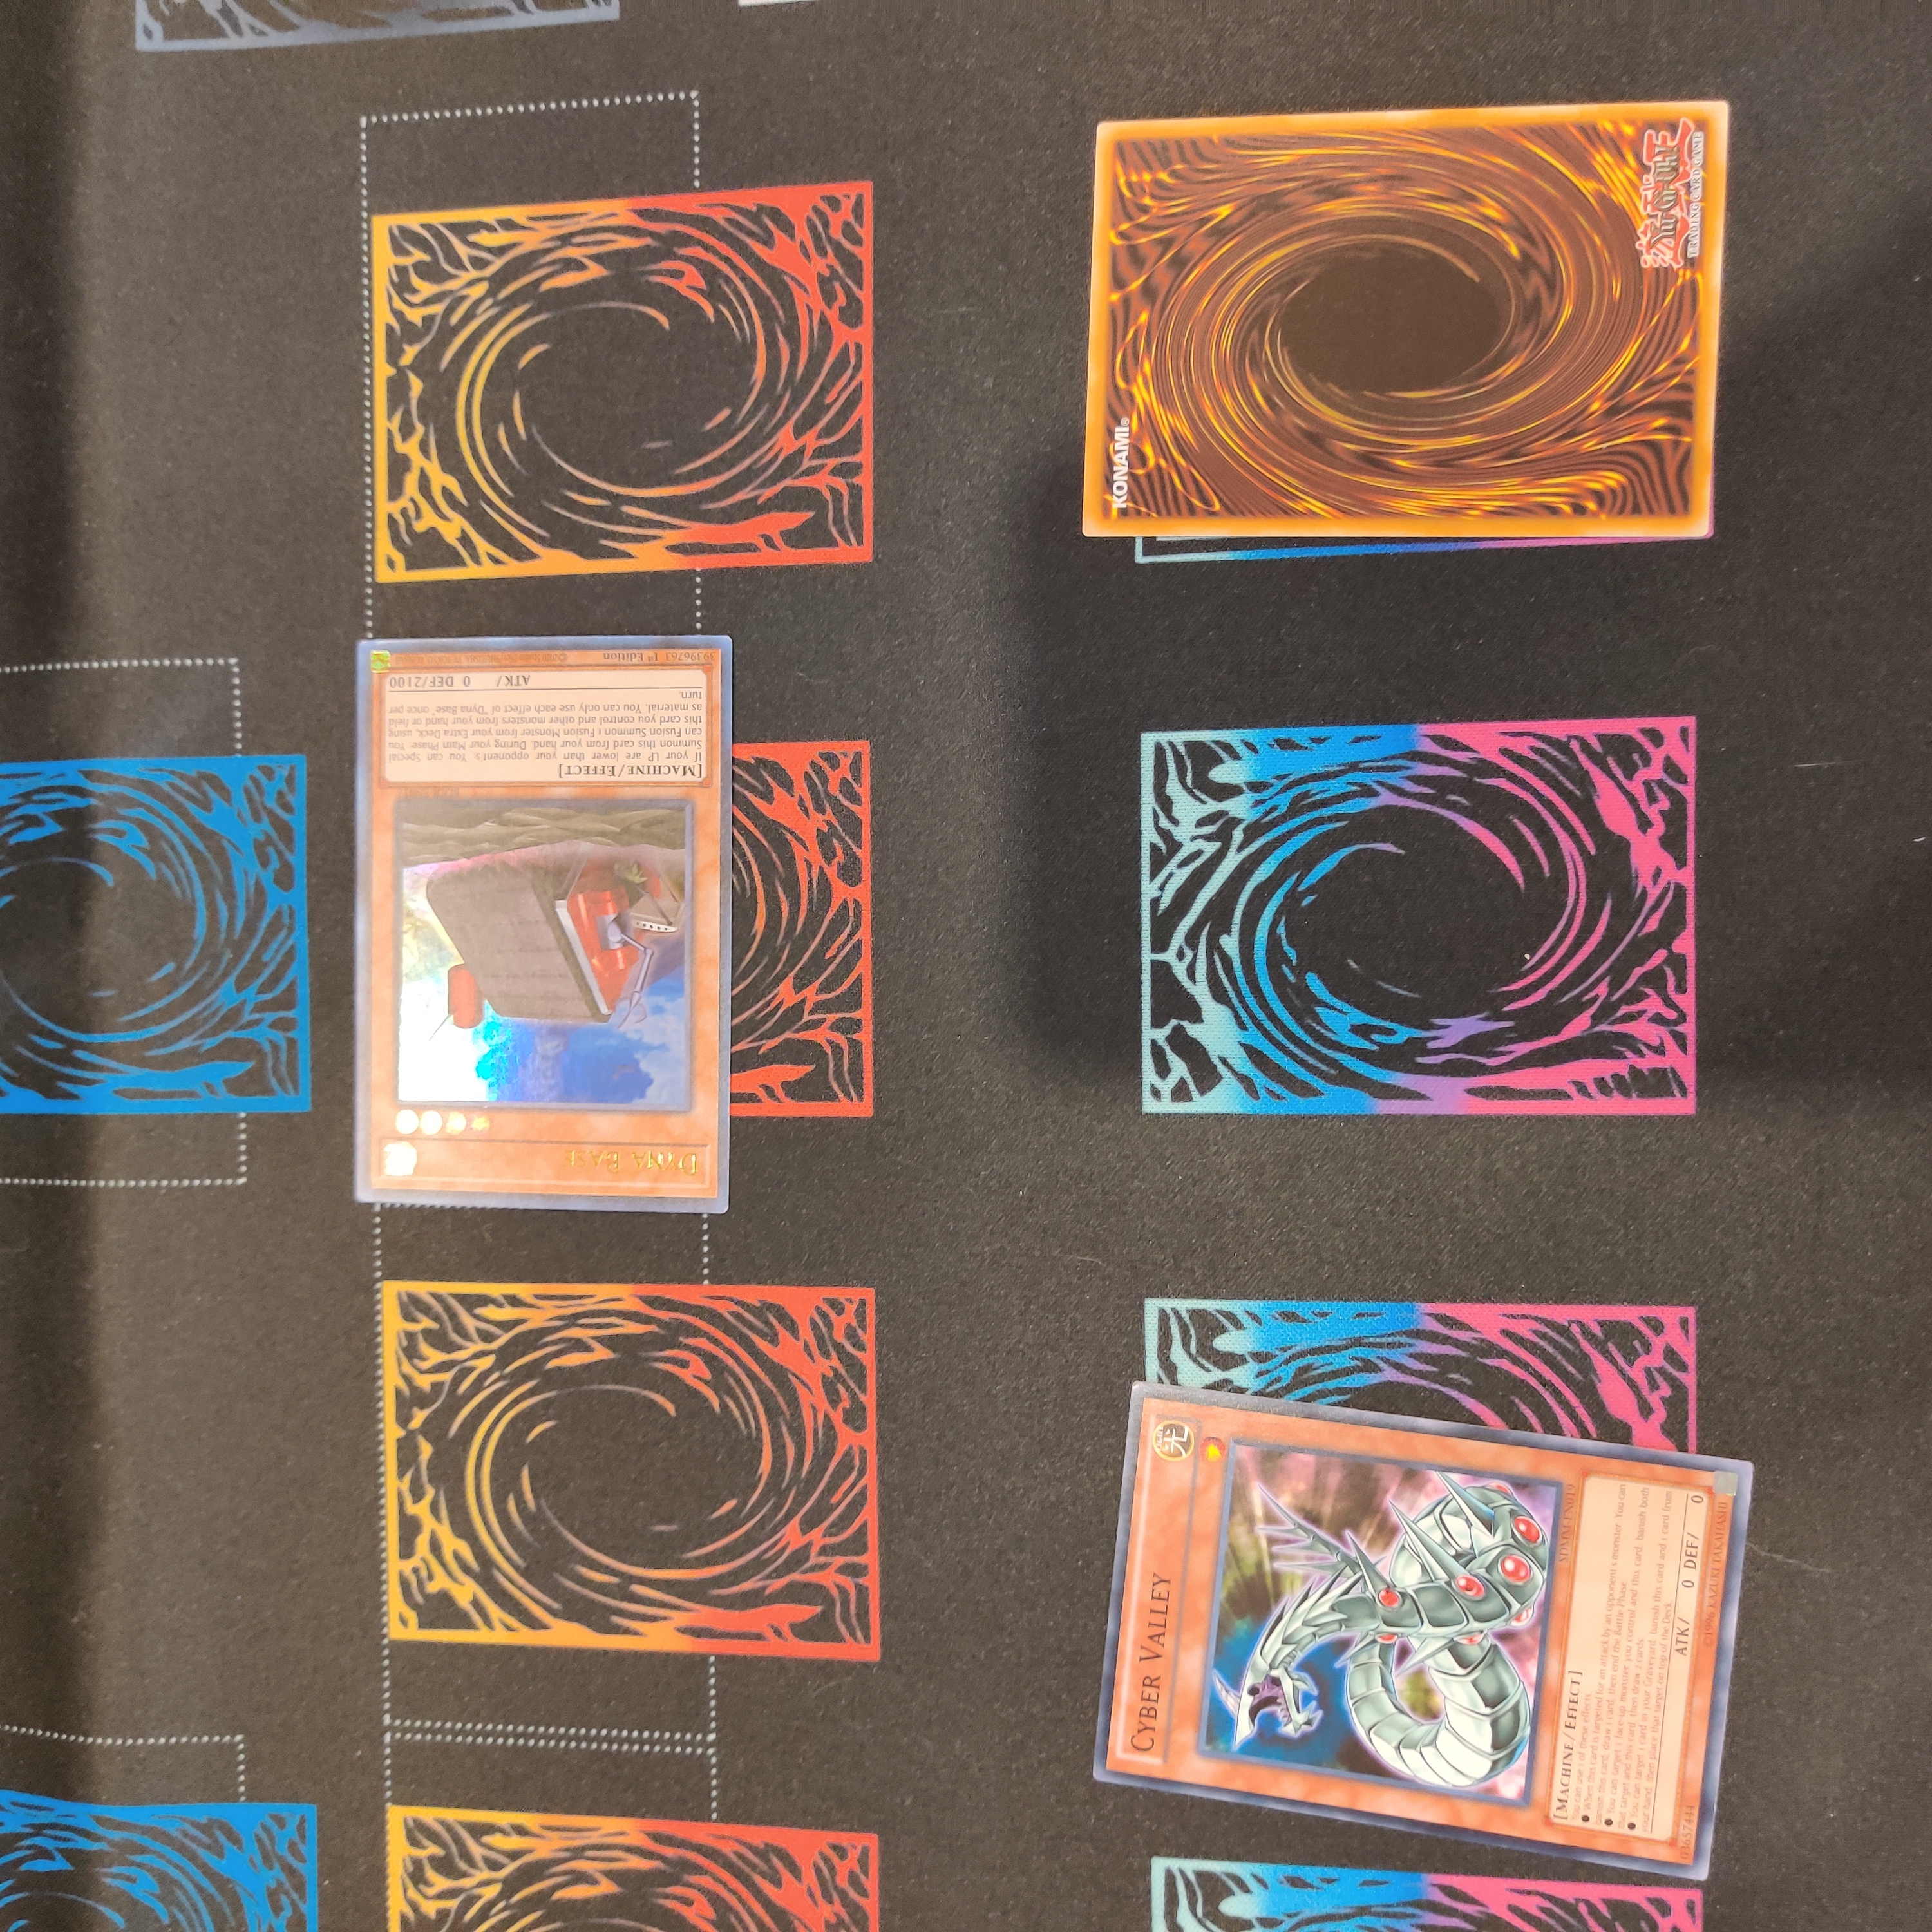 DYNA BASE
[MACHINE/EFFECT]
If your LP are lower than your opponent's: You can Special
Summon this card from your hand. During your Main Phase: You
can Fusion Summon 1 Fusion Monster from your Extra Deck, using
this card you control and other monsters from your hand or field
as material. You can only use each effect of "Dyna Base" once per
turn.
ATK/ 0 DEF/2100
1st Edition
CYBER VALLEY
光
SDMM-EN019
[MACHINE/EFFECT]
You can use 1 of these effects.
● When this card is targeted for an attack by an opponent's monster: You can
banish this card, draw 1 card, then end the Battle Phase.
● You can target 1 face-up monster you control and this card; banish both
that target and this card, then draw 2 cards.
● You can target 1 card in your Graveyard; banish this card and 1 card from
your hand, then place that target on top of the Deck.
ATK/ 0 DEF/ 0
03657444
©1996 KAZUKI TAKAHASHI
KONAMI®
Yu-Gi-Oh!
TRADING CARD GAME